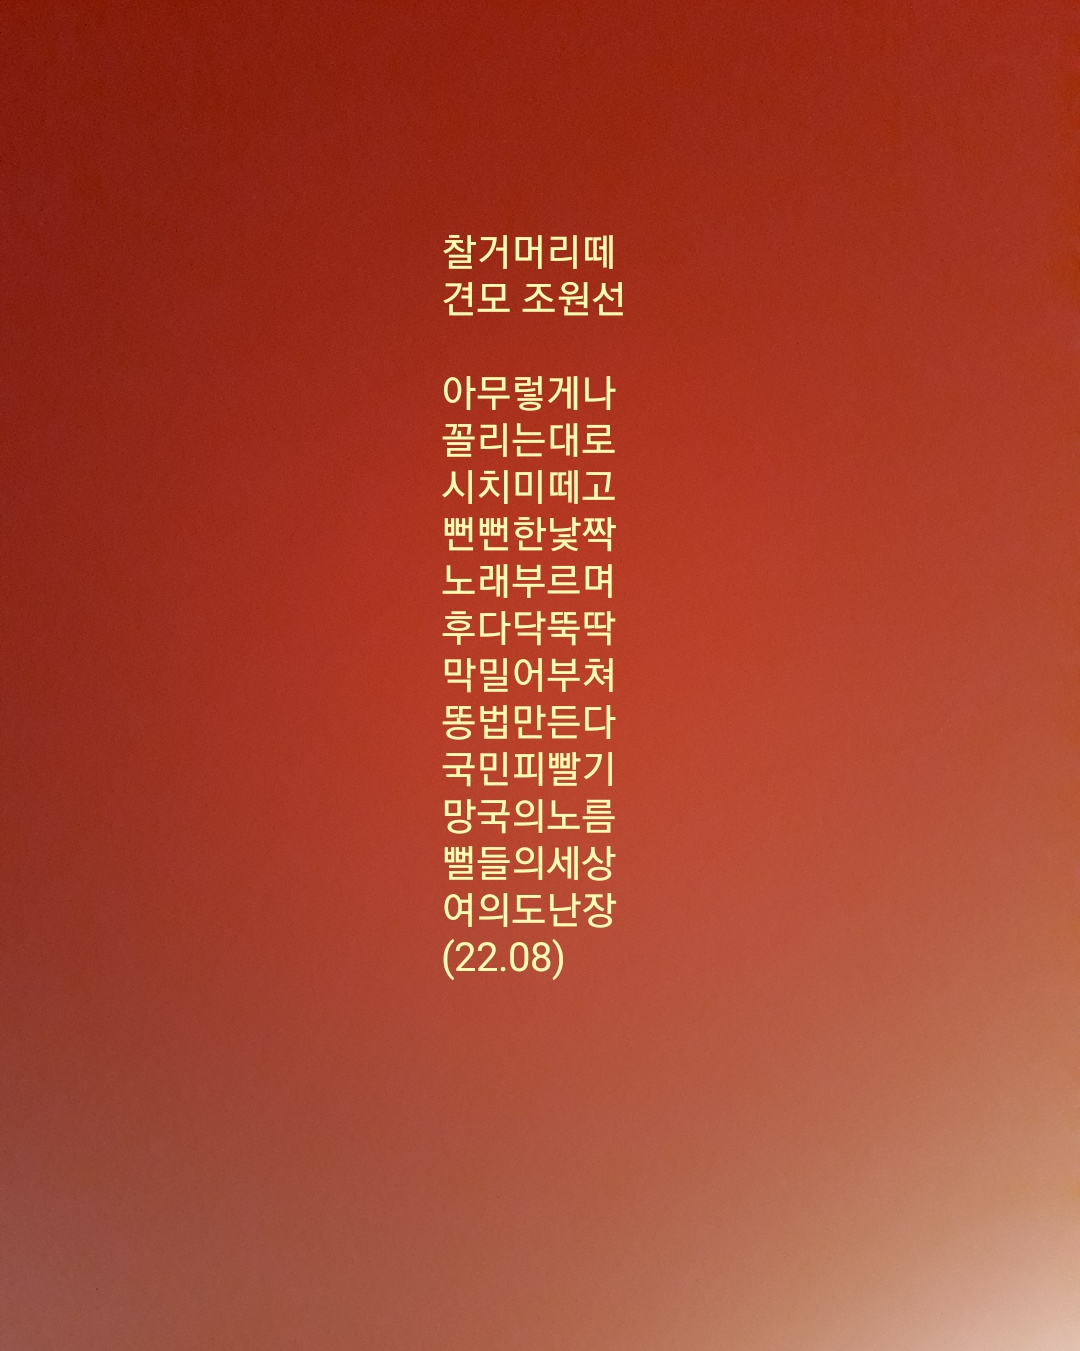 찰거머리떼
견모 조원선

아무렇게나
꼴리는대로
시치미떼고
뻔뻔한낯짝
노래부르며
후다닥뚝딱
막밀어부쳐
똥법만든다
국민피빨기
망국의노름
뻘들의세상
여의도난장
(22.08)